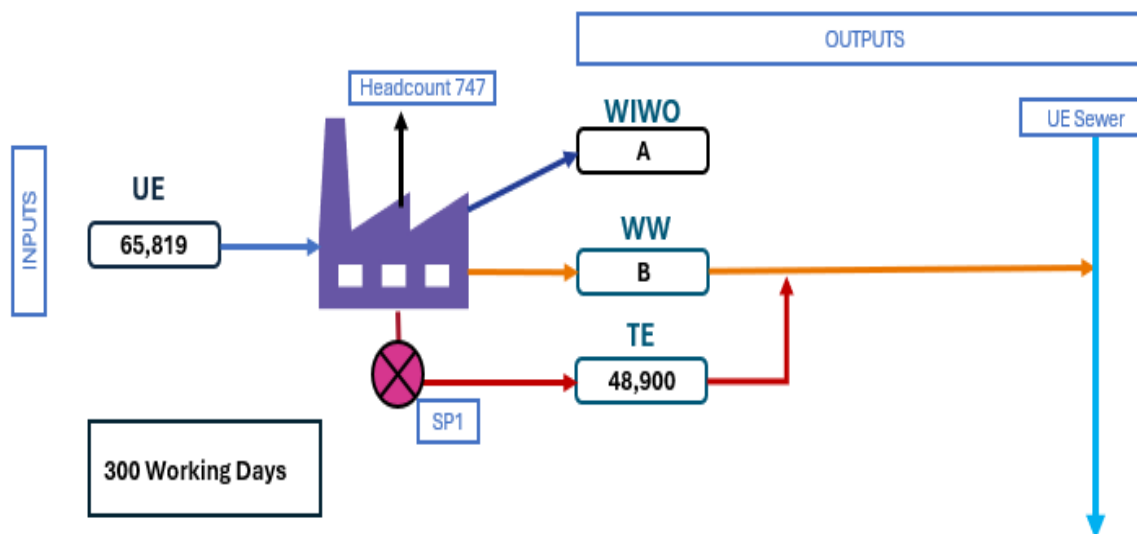 OUTPUTS
Headcount 747
WIWO
A
UE Sewer
INPUTS
UE
65,819
WW
B
TE
48,900
SP1
300 Working Days